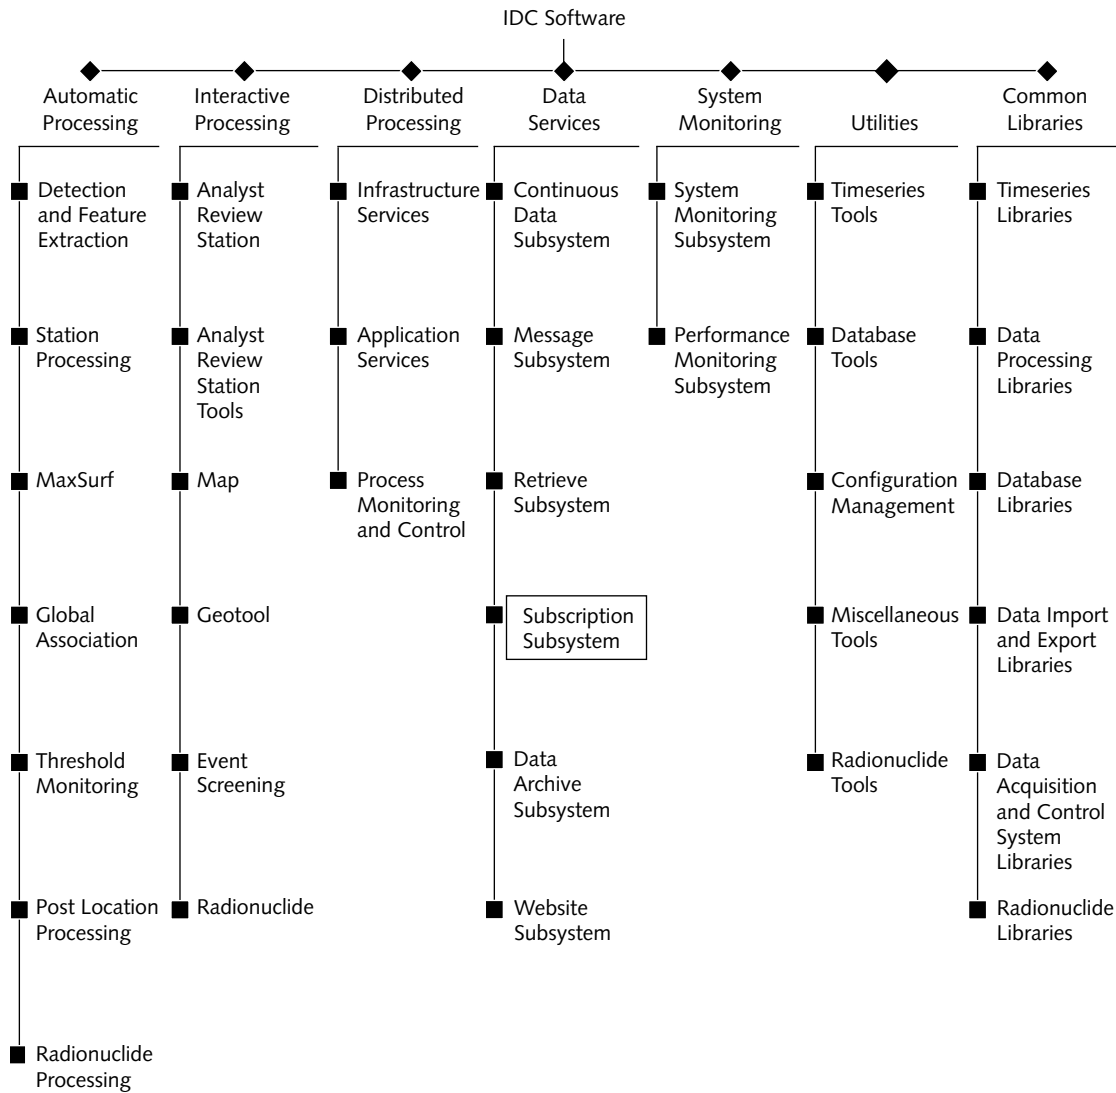 IDC Software
Automatic
Processing
Interactive
Processing
Distributed
Processing
Data
Services
System
Monitoring
Utilities
Common
Libraries
Detection
and Feature
Extraction
Station
Processing
MaxSurf
Global
Association
Threshold
Monitoring
Post Location
Processing
Radionuclide
Processing
Analyst
Review
Station
Analyst
Review
Station
Tools
Map
Geotool
Event
Screening
Radionuclide
Infrastructure
Services
Application
Services
Process
Monitoring
and Control
Continuous
Data
Subsystem
Message
Subsystem
Retrieve
Subsystem
Subscription
Subsystem
Data
Archive
Subsystem
Website
Subsystem
System
Monitoring
Subsystem
Performance
Monitoring
Subsystem
Timeseries
Tools
Database
Tools
Configuration
Management
Miscellaneous
Tools
Radionuclide
Tools
Timeseries
Libraries
Data
Processing
Libraries
Database
Libraries
Data Import
and Export
Libraries
Data
Acquisition
and Control
System
Libraries
Radionuclide
Libraries